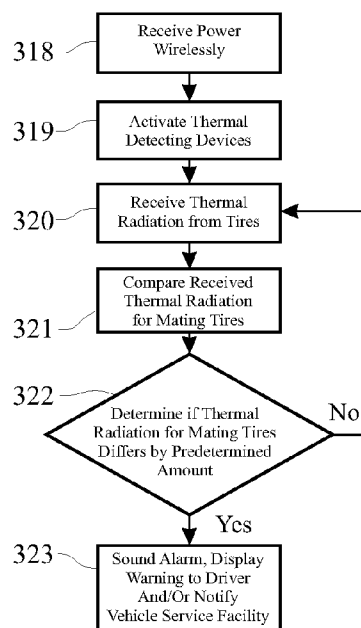 318
Receive Power
Wirelessly
319
Activate Thermal
Detecting Devices
320
Receive Thermal
Radiation from Tires
321
Compare Received
Thermal Radiation
for Mating Tires
322
Determine if Thermal
Radiation for Mating Tires
Differs by Predetermined
Amount
No
Yes
323
Sound Alarm, Display
Warning to Driver
And/Or Notify
Vehicle Service Facility